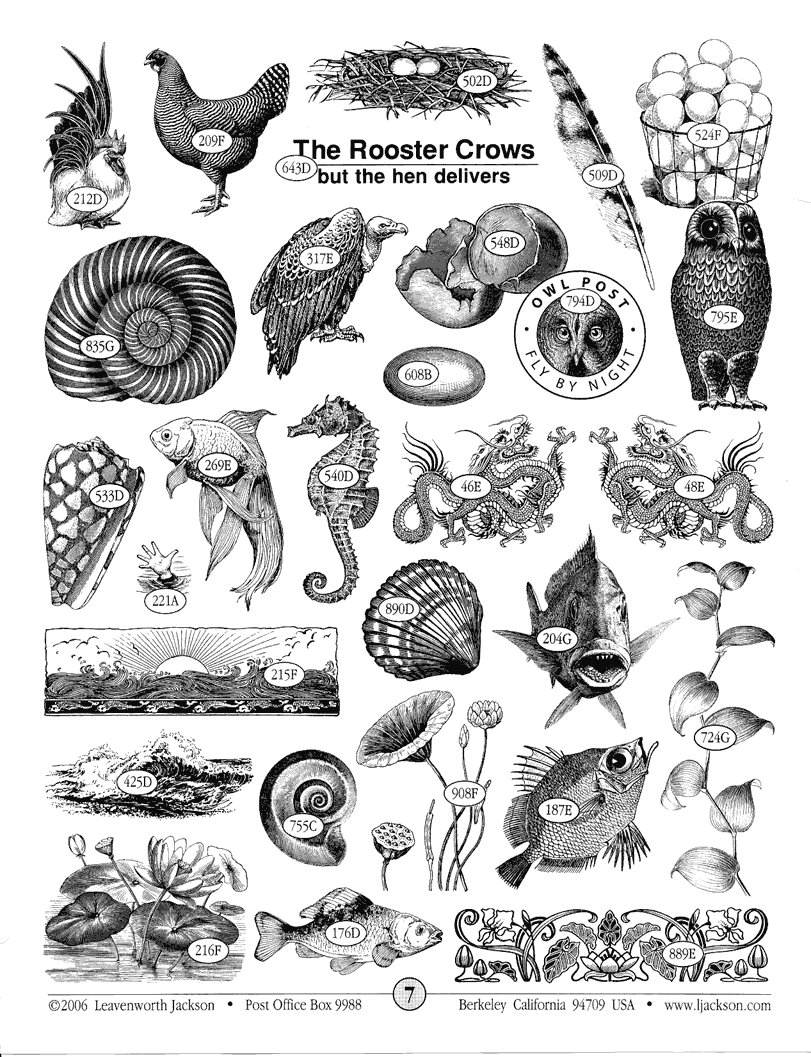 502D
209F
524F
The Rooster Crows
643D
but the hen delivers
509D
212D
548D
317E
OWL POST
794D
FLY BY NIGHT
795E
835G
608B
269E
540D
46E
48E
533D
221A
890D
204G
215F
724G
425D
908F
187E
755C
176D
216F
889E
7
©2006 Leavenworth Jackson • Post Office Box 9988
Berkeley California 94709 USA • www.ljackson.com